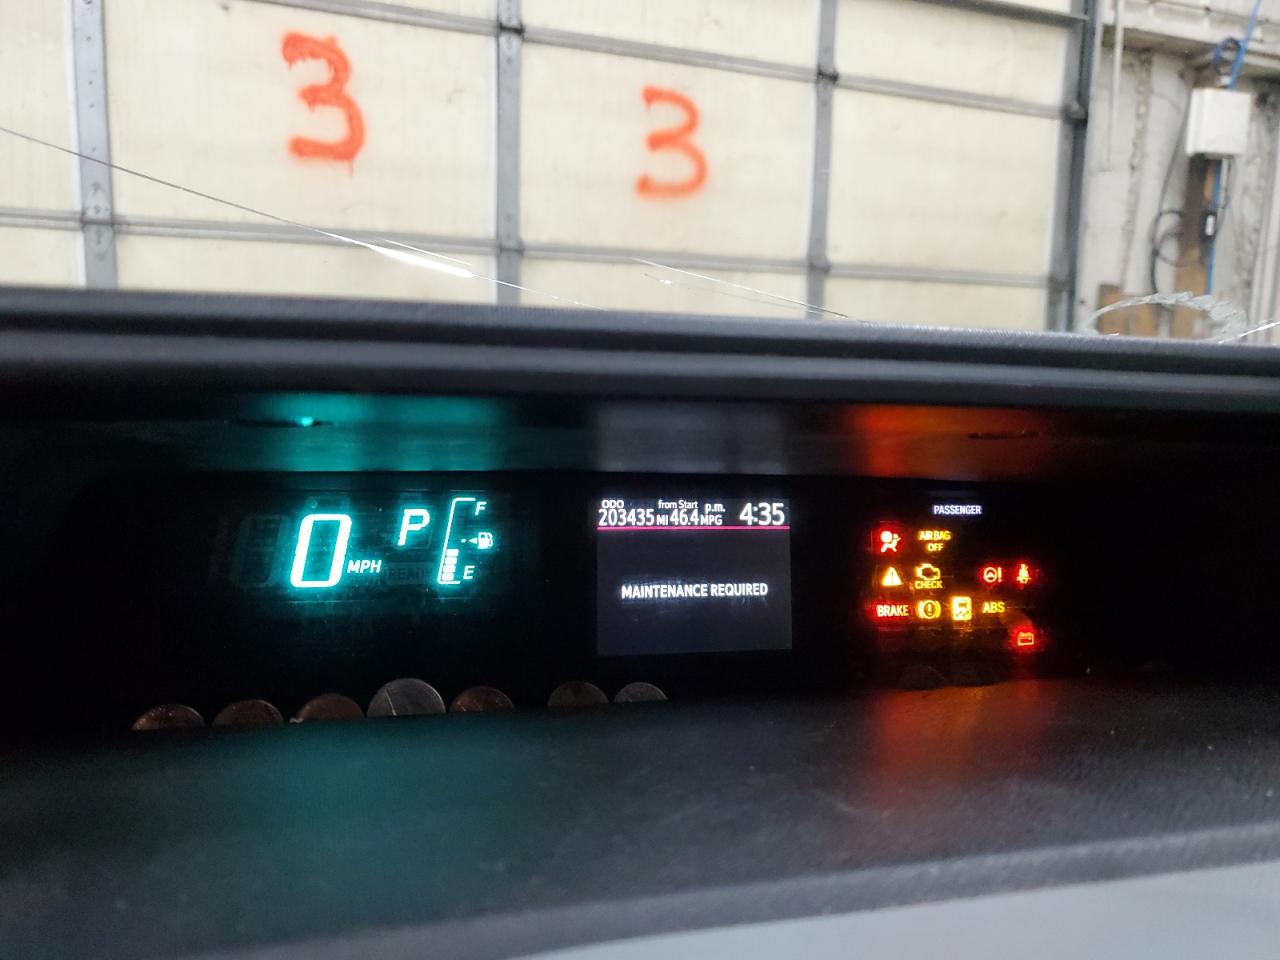 3
3
0 MPH
P
READY
F
E
ODO
203435 MI
from Start
46.4 MPG
p.m.
4:35
MAINTENANCE REQUIRED
PASSENGER
AIR BAG
OFF
CHECK
BRAKE
ABS